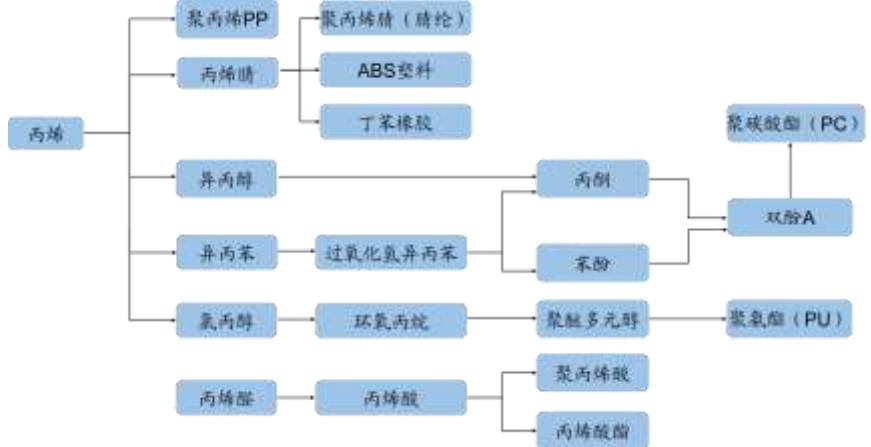 聚丙烯PP
聚丙烯腈（腈纶）
丙烯腈
ABS塑料
丁苯橡胶
丙烯
聚碳酸酯（PC）
异丙醇
丙酮
双酚A
异丙苯
过氧化氢异丙苯
苯酚
氯丙醇
环氧丙烷
聚醚多元醇
聚氨酯（PU）
丙烯醛
丙烯酸
聚丙烯酸
丙烯酸酯